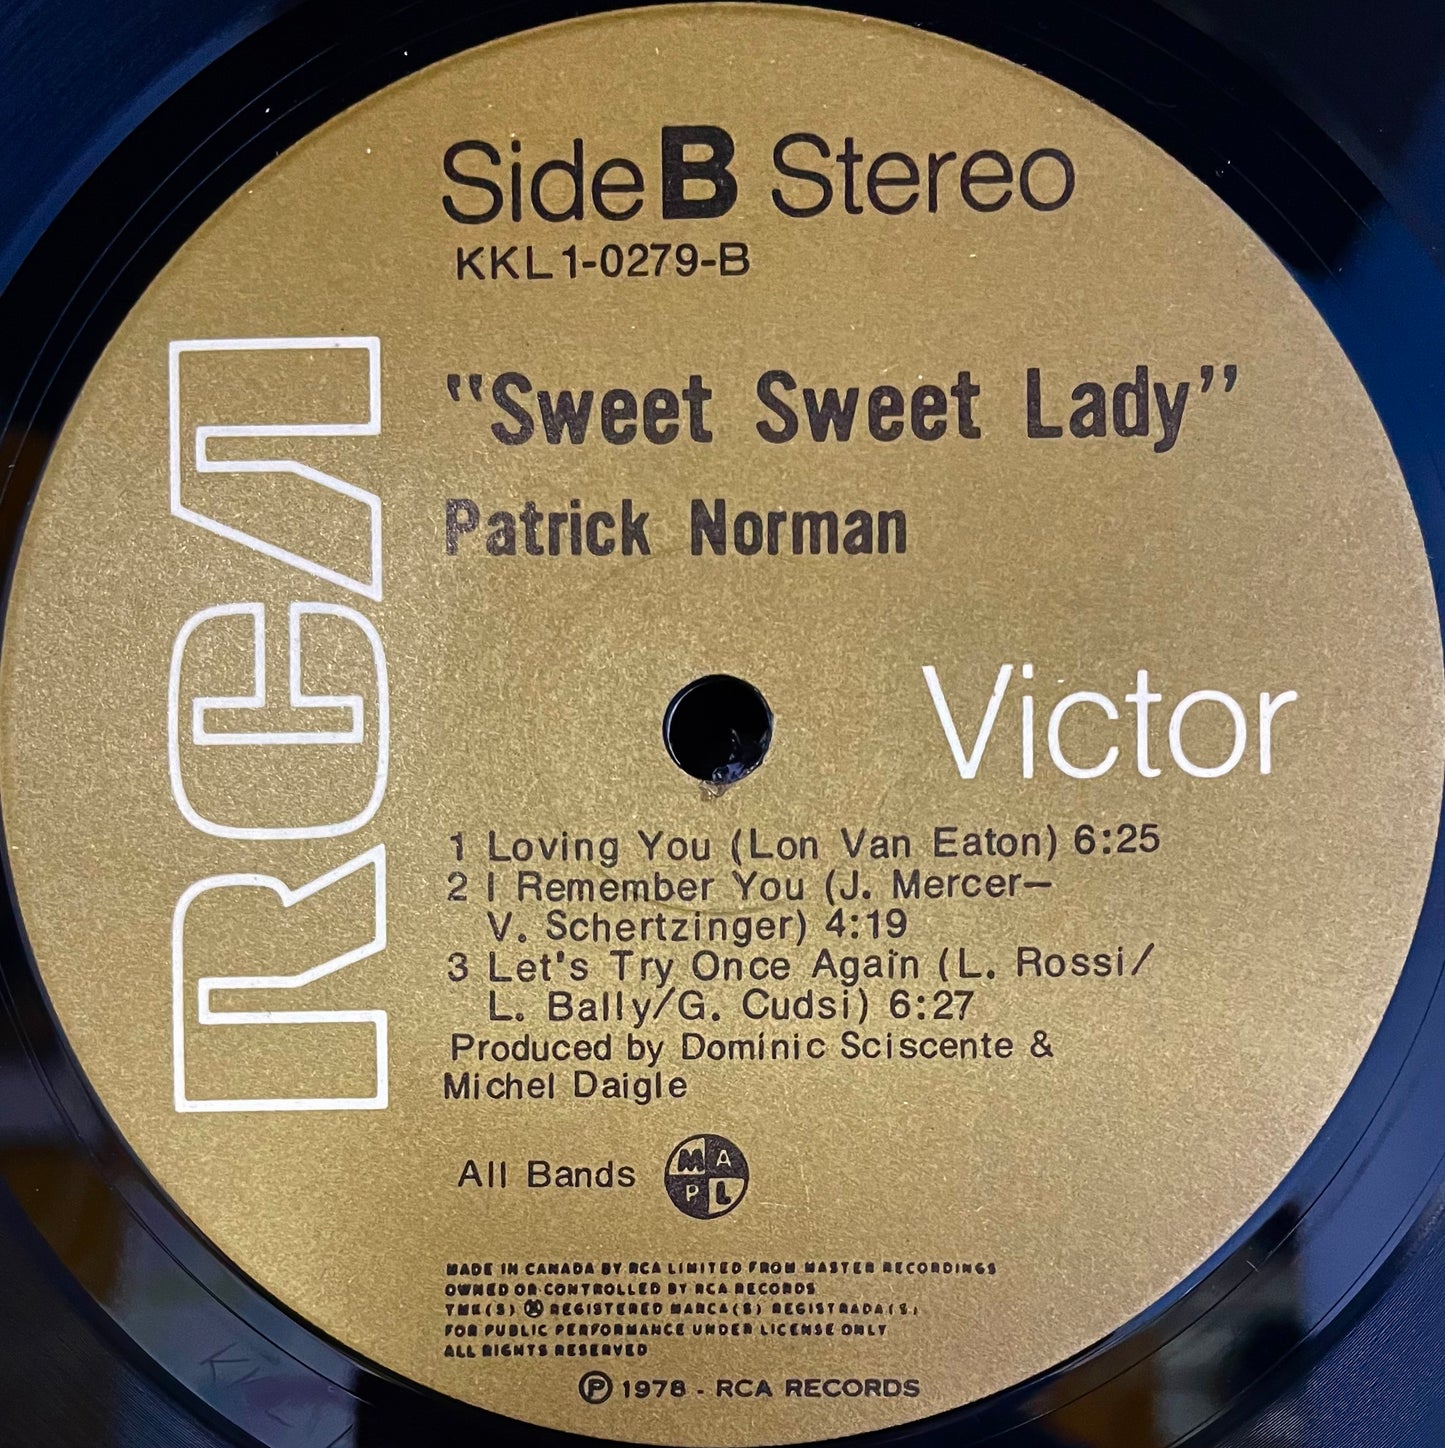 Side B Stereo
KKL1-0279-B
"Sweet Sweet Lady"
Patrick Norman
RCA
Victor
1 Loving You (Lon Van Eaton) 6:25
2 I Remember You (J. Mercer—
V. Schertzinger) 4:19
3 Let's Try Once Again (L. Rossi/
L. Bally/G. Cudsi) 6:27
Produced by Dominic Sciscente &
Michel Daigle
All Bands
M A
P L
MADE IN CANADA BY RCA LIMITED FROM MASTER RECORDINGS
OWNED OR CONTROLLED BY RCA RECORDS
TMK(S) ® REGISTERED MARCA(S) REGISTRADA(S)
FOR PUBLIC PERFORMANCE UNDER LICENSE ONLY
ALL RIGHTS RESERVED
℗ 1978 - RCA RECORDS